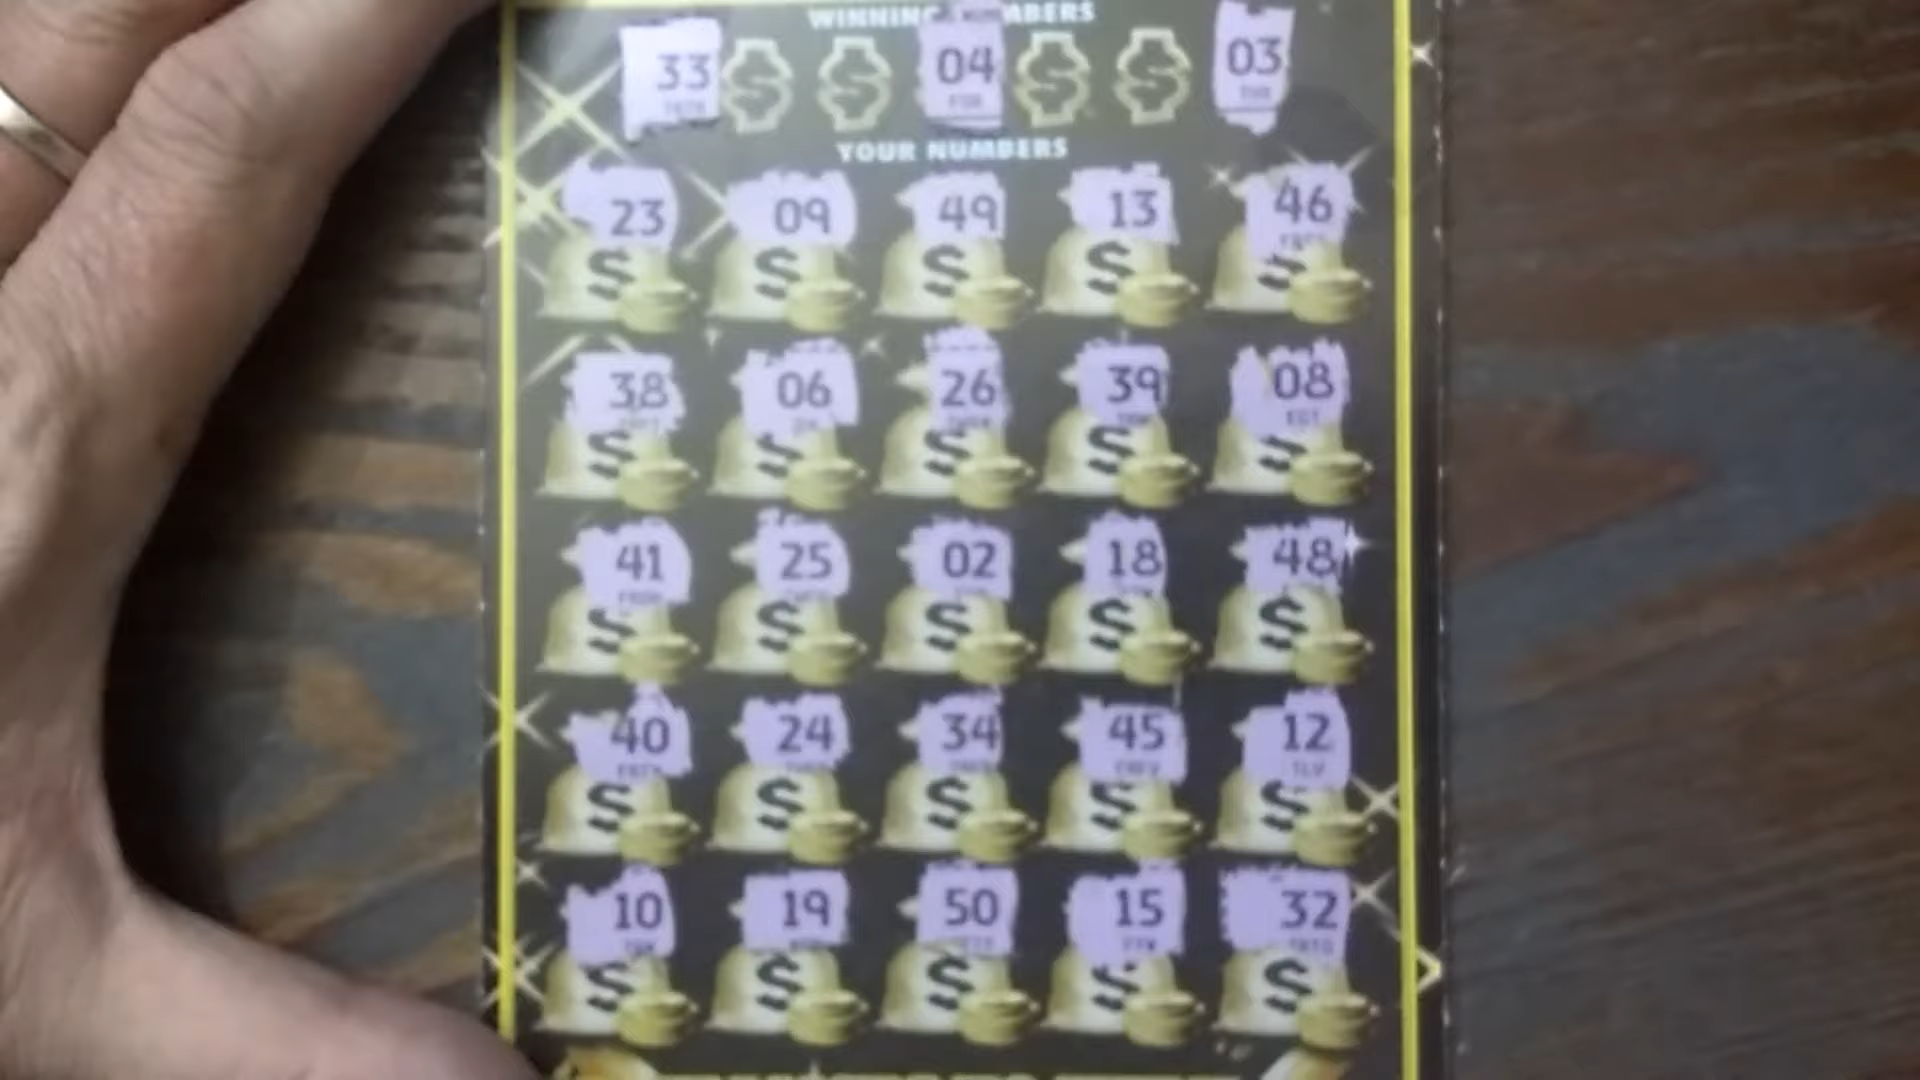 WINNING NUMBERS
33 $ $ 04 $ $ 03
YOUR NUMBERS
23 09 49 13 46
$ $ $ $ $
38 06 26 39 08
$ $ $ $ $
41 25 02 18 48
$ $ $ $ $
40 24 34 45 12
$ $ $ $ $
10 19 50 15 32
$ $ $ $ $